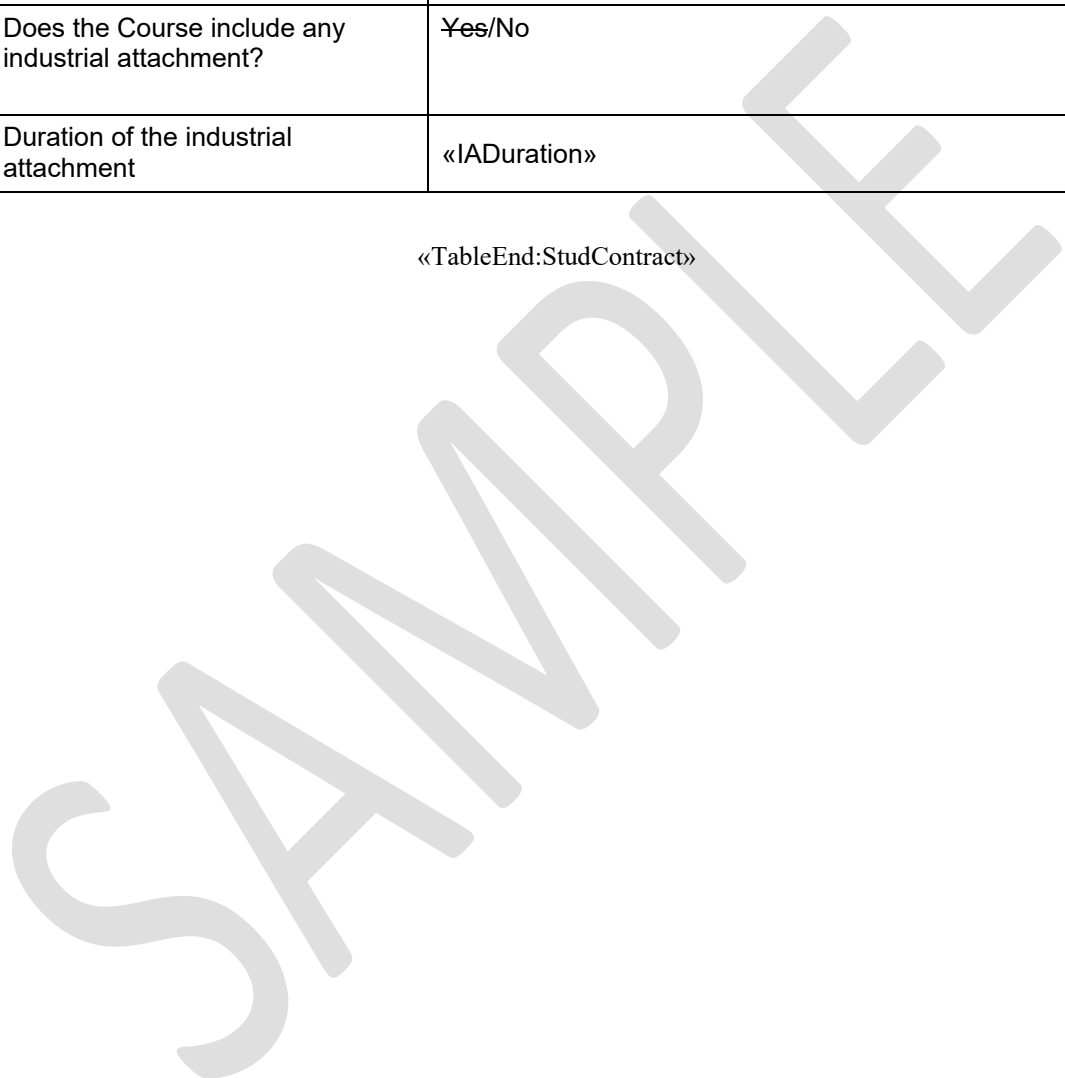 Does the Course include any
industrial attachment?
Yes/No
Duration of the industrial
attachment
«IADuration»
«TableEnd:StudContract»
SAMPLE